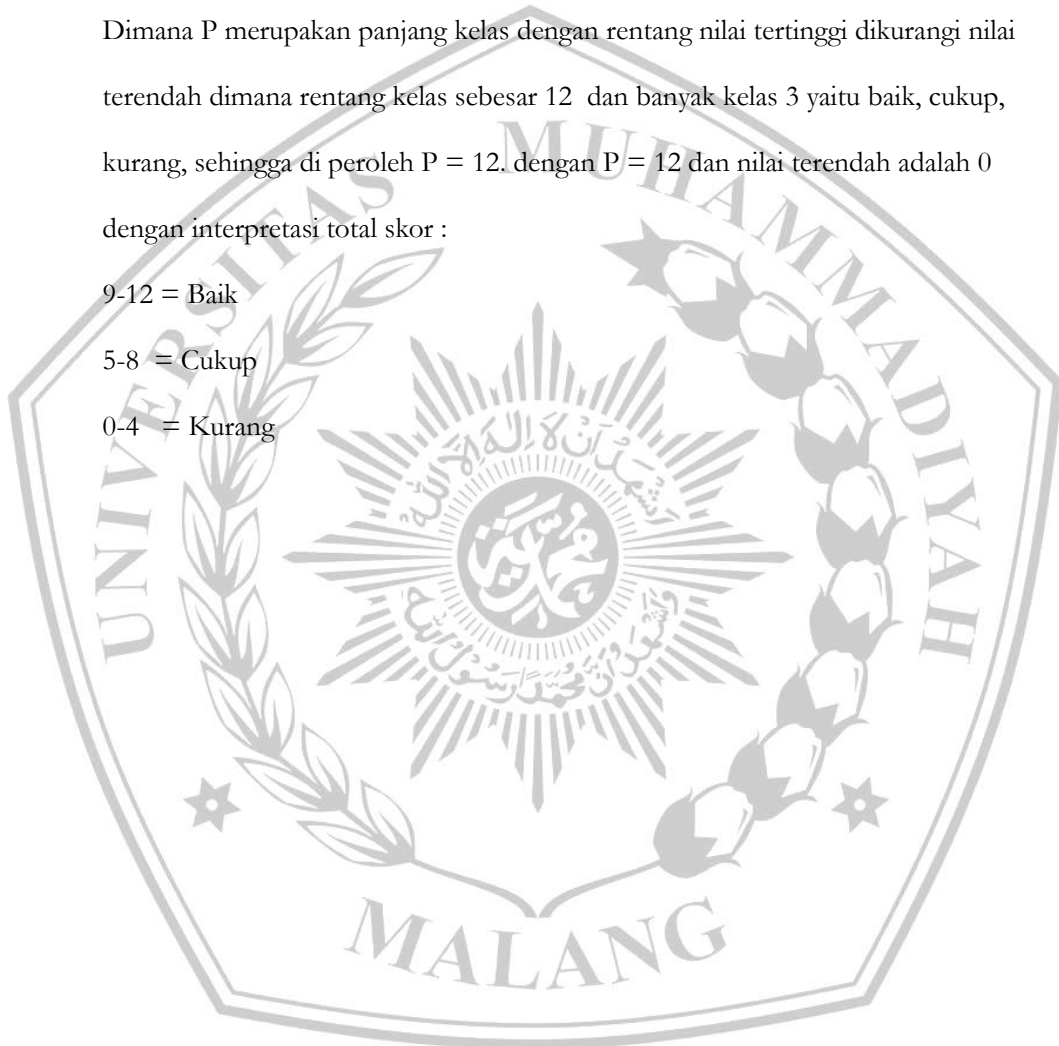 Dimana P merupakan panjang kelas dengan rentang nilai tertinggi dikurangi nilai
terendah dimana rentang kelas sebesar 12 dan banyak kelas 3 yaitu baik, cukup,
kurang, sehingga di peroleh P = 12. dengan P = 12 dan nilai terendah adalah 0
dengan interpretasi total skor :
9-12 = Baik
5-8 = Cukup
0-4 = Kurang
UNIVERSITAS MUHAMMADIYAH
MALANG